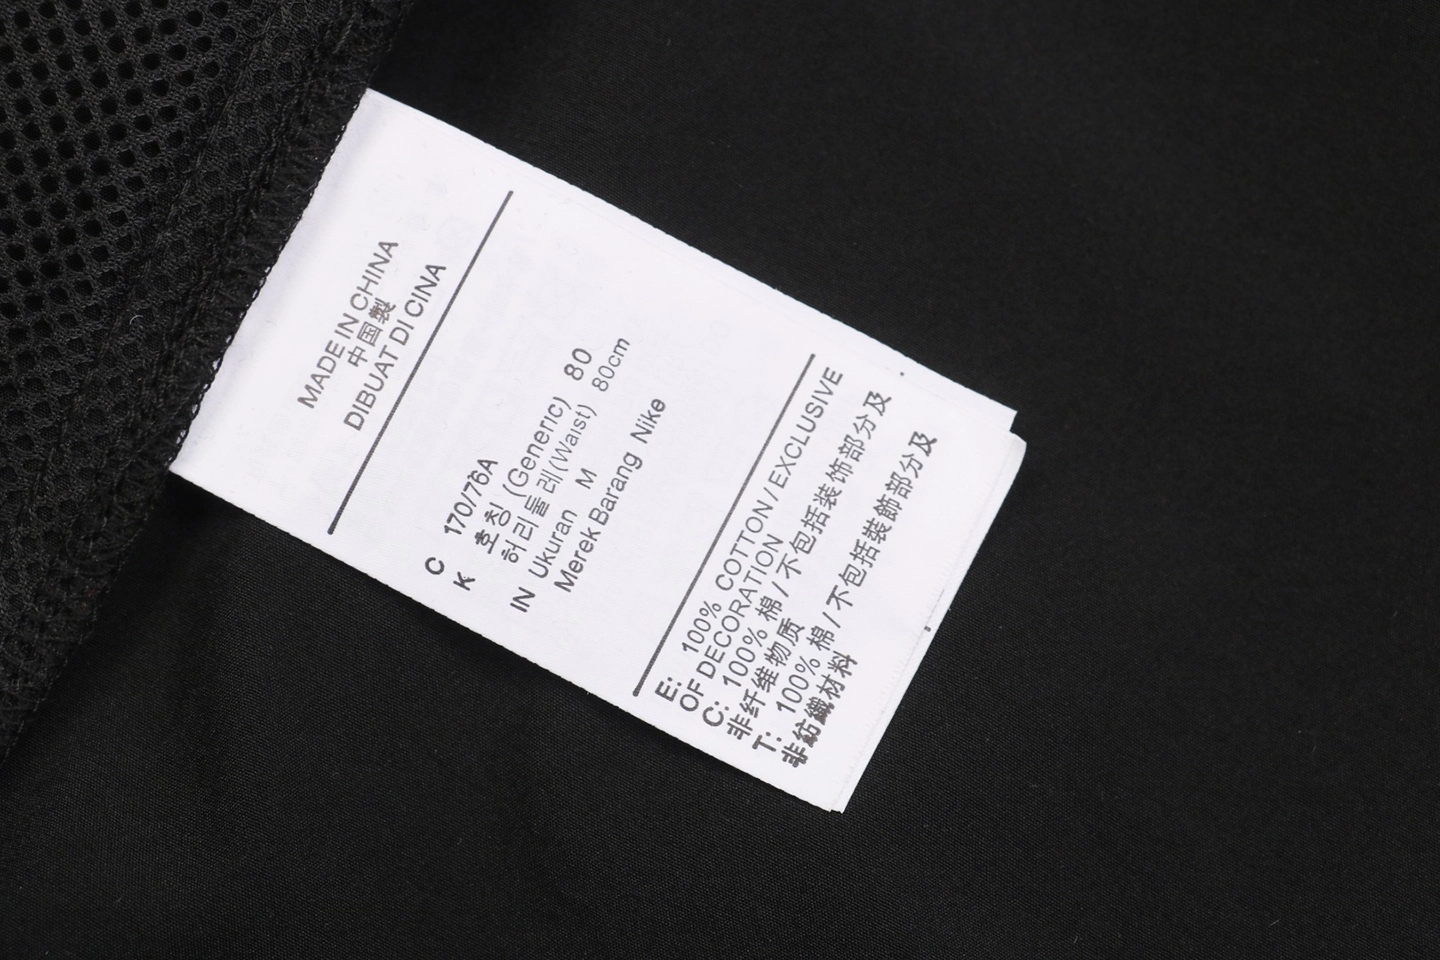 MADE IN CHINA
中国製
DIBUAT DI CINA
C 170/76A
K 호칭 (Generic) 80
허리둘레(Waist) 80cm
IN Ukuran M
Merek Barang Nike
E: 100% COTTON / EXCLUSIVE
OF DECORATION
C: 100% 棉 / 不包括装饰部分及
非纤维物质
T: 100% 棉 / 不包括裝飾部分及
非紡織材料